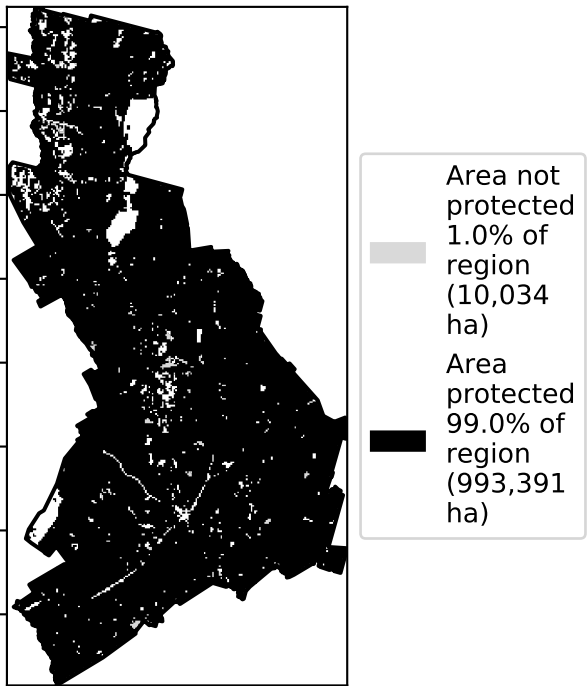 Area not
protected
1.0% of
region
(10,034
ha)
Area
protected
99.0% of
region
(993,391
ha)